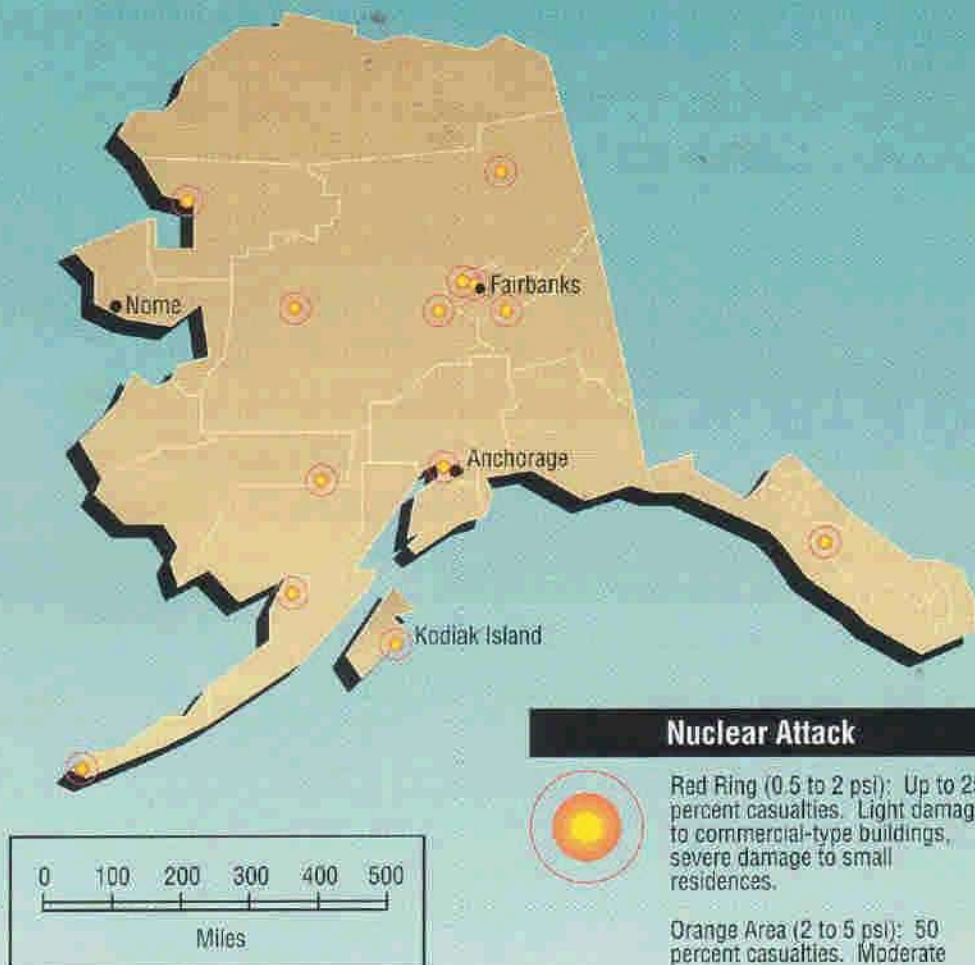 Nome
Fairbanks
Anchorage
Kodiak Island
Nuclear Attack
Red Ring (0.5 to 2 psi): Up to
percent casualties. Light damag
to commercial-type buildings,
severe damage to small
residences.
Orange Area (2 to 5 psi): 50
percent casualties. Moderate
0 100 200 300 400 500
Miles